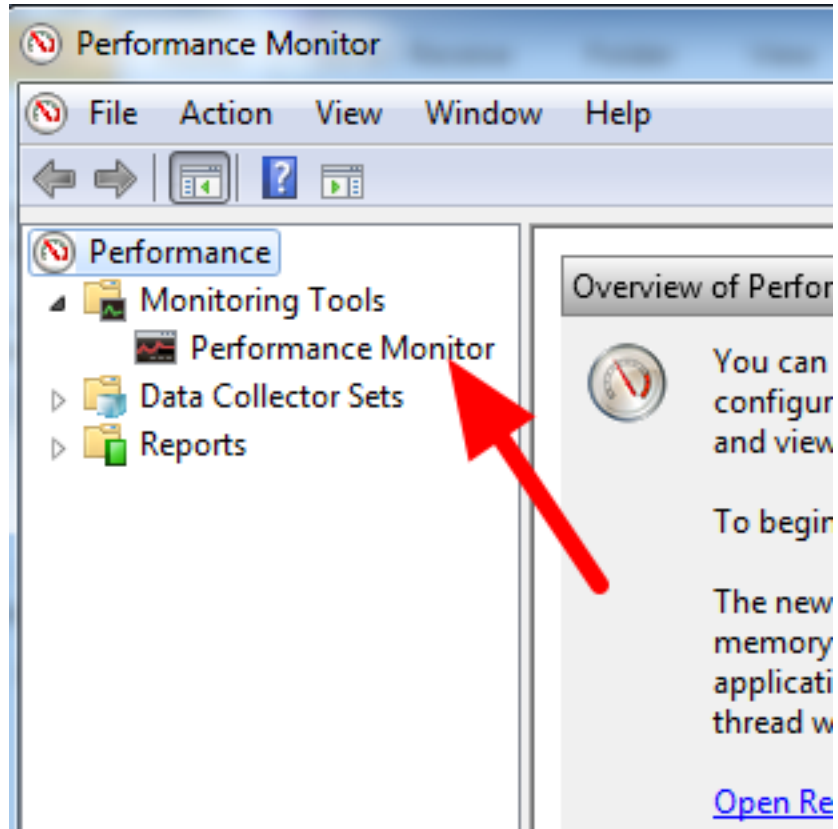 Performance Monitor
File Action View Window Help
Performance
Monitoring Tools
Performance Monitor
Data Collector Sets
Reports
Overview of Perfor
You can
configur
and view
To begin
The new
memory
applicati
thread w
Open Re